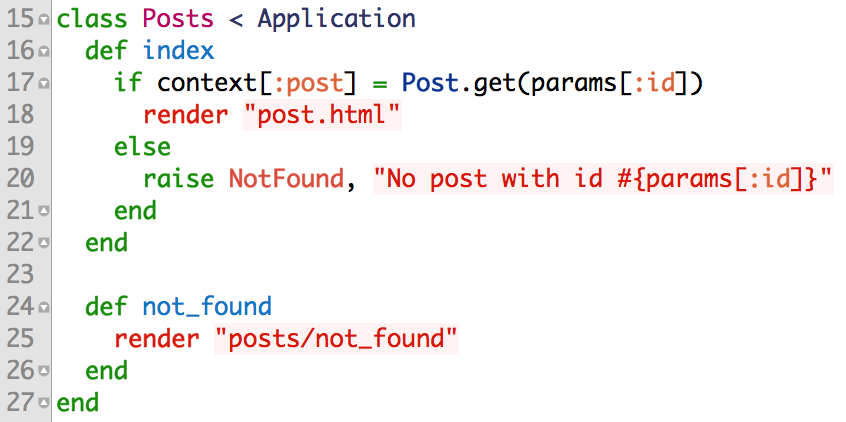 15 class Posts < Application
16   def index
17     if context[:post] = Post.get(params[:id])
18       render "post.html"
19     else
20       raise NotFound, "No post with id #{params[:id]}"
21     end
22   end
23
24   def not_found
25     render "posts/not_found"
26   end
27 end